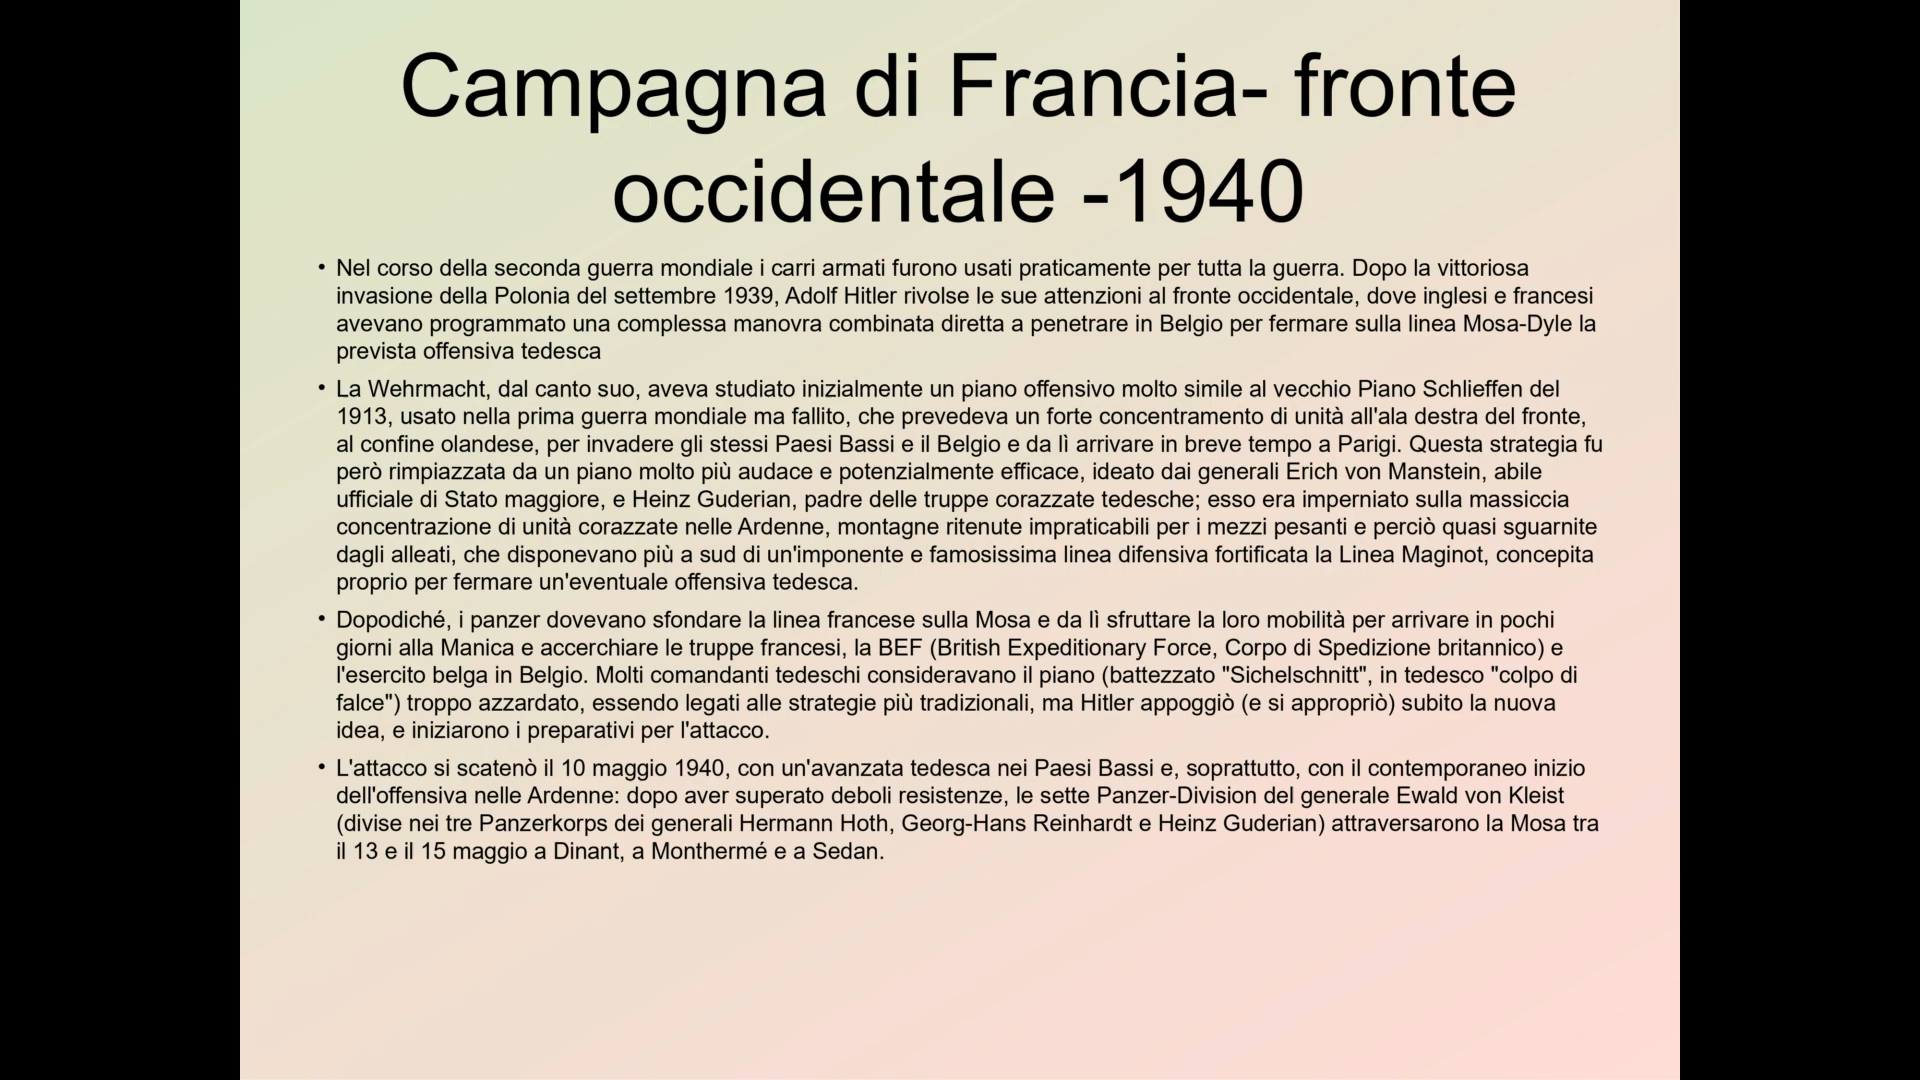 Campagna di Francia- fronte
occidentale -1940
• Nel corso della seconda guerra mondiale i carri armati furono usati praticamente per tutta la guerra. Dopo la vittoriosa
invasione della Polonia del settembre 1939, Adolf Hitler rivolse le sue attenzioni al fronte occidentale, dove inglesi e francesi
avevano programmato una complessa manovra combinata diretta a penetrare in Belgio per fermare sulla linea Mosa-Dyle la
prevista offensiva tedesca
• La Wehrmacht, dal canto suo, aveva studiato inizialmente un piano offensivo molto simile al vecchio Piano Schlieffen del
1913, usato nella prima guerra mondiale ma fallito, che prevedeva un forte concentramento di unità all'ala destra del fronte,
al confine olandese, per invadere gli stessi Paesi Bassi e il Belgio e da lì arrivare in breve tempo a Parigi. Questa strategia fu
però rimpiazzata da un piano molto più audace e potenzialmente efficace, ideato dai generali Erich von Manstein, abile
ufficiale di Stato maggiore, e Heinz Guderian, padre delle truppe corazzate tedesche; esso era imperniato sulla massiccia
concentrazione di unità corazzate nelle Ardenne, montagne ritenute impraticabili per i mezzi pesanti e perciò quasi sguarnite
dagli alleati, che disponevano più a sud di un'imponente e famosissima linea difensiva fortificata la Linea Maginot, concepita
proprio per fermare un'eventuale offensiva tedesca.
• Dopodiché, i panzer dovevano sfondare la linea francese sulla Mosa e da lì sfruttare la loro mobilità per arrivare in pochi
giorni alla Manica e accerchiare le truppe francesi, la BEF (British Expeditionary Force, Corpo di Spedizione britannico) e
l'esercito belga in Belgio. Molti comandanti tedeschi consideravano il piano (battezzato "Sichelschnitt", in tedesco "colpo di
falce") troppo azzardato, essendo legati alle strategie più tradizionali, ma Hitler appoggiò (e si appropriò) subito la nuova
idea, e iniziarono i preparativi per l'attacco.
• L'attacco si scatenò il 10 maggio 1940, con un'avanzata tedesca nei Paesi Bassi e, soprattutto, con il contemporaneo inizio
dell'offensiva nelle Ardenne: dopo aver superato deboli resistenze, le sette Panzer-Division del generale Ewald von Kleist
(divise nei tre Panzerkorps dei generali Hermann Hoth, Georg-Hans Reinhardt e Heinz Guderian) attraversarono la Mosa tra
il 13 e il 15 maggio a Dinant, a Monthermé e a Sedan.